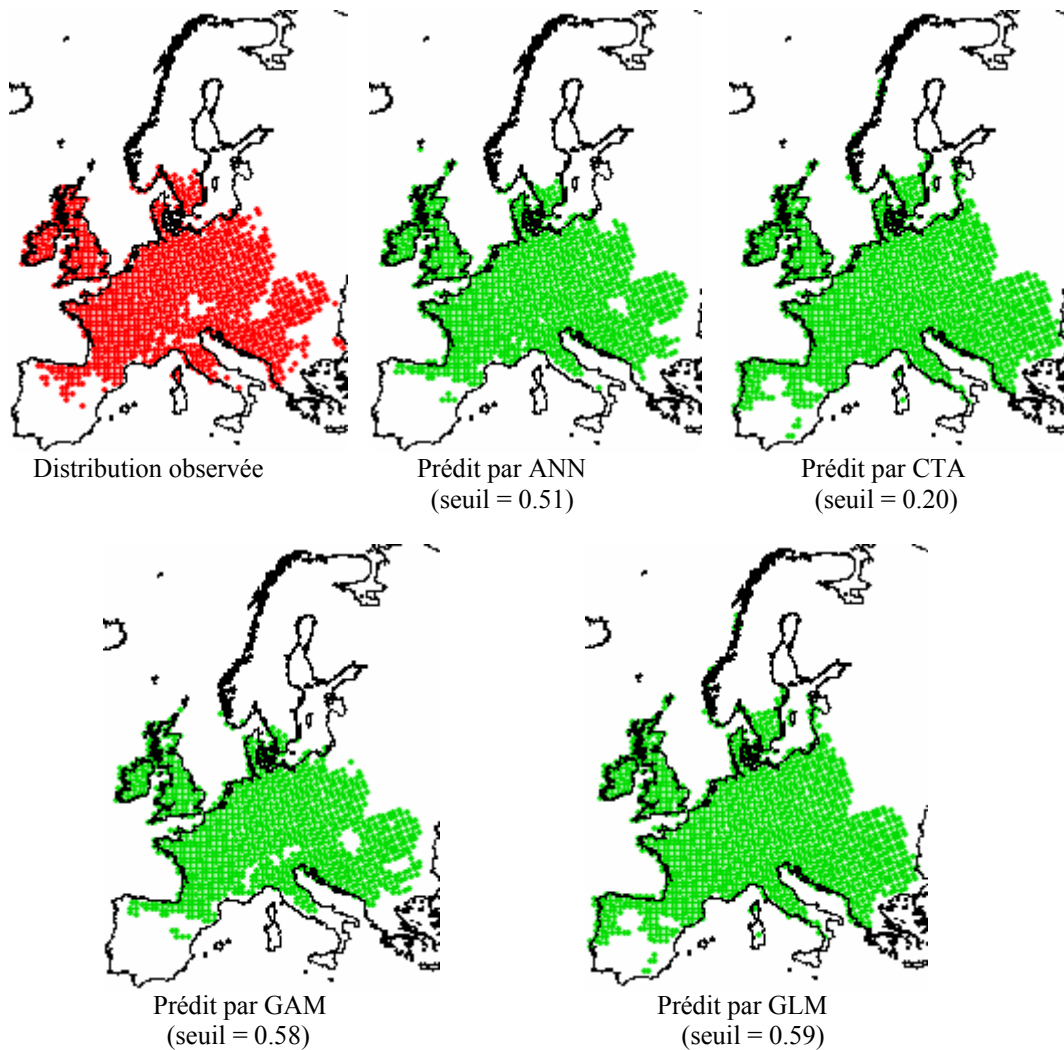 Distribution observée
Prédit par ANN
(seuil = 0.51)
Prédit par CTA
(seuil = 0.20)
Prédit par GAM
(seuil = 0.58)
Prédit par GLM
(seuil = 0.59)